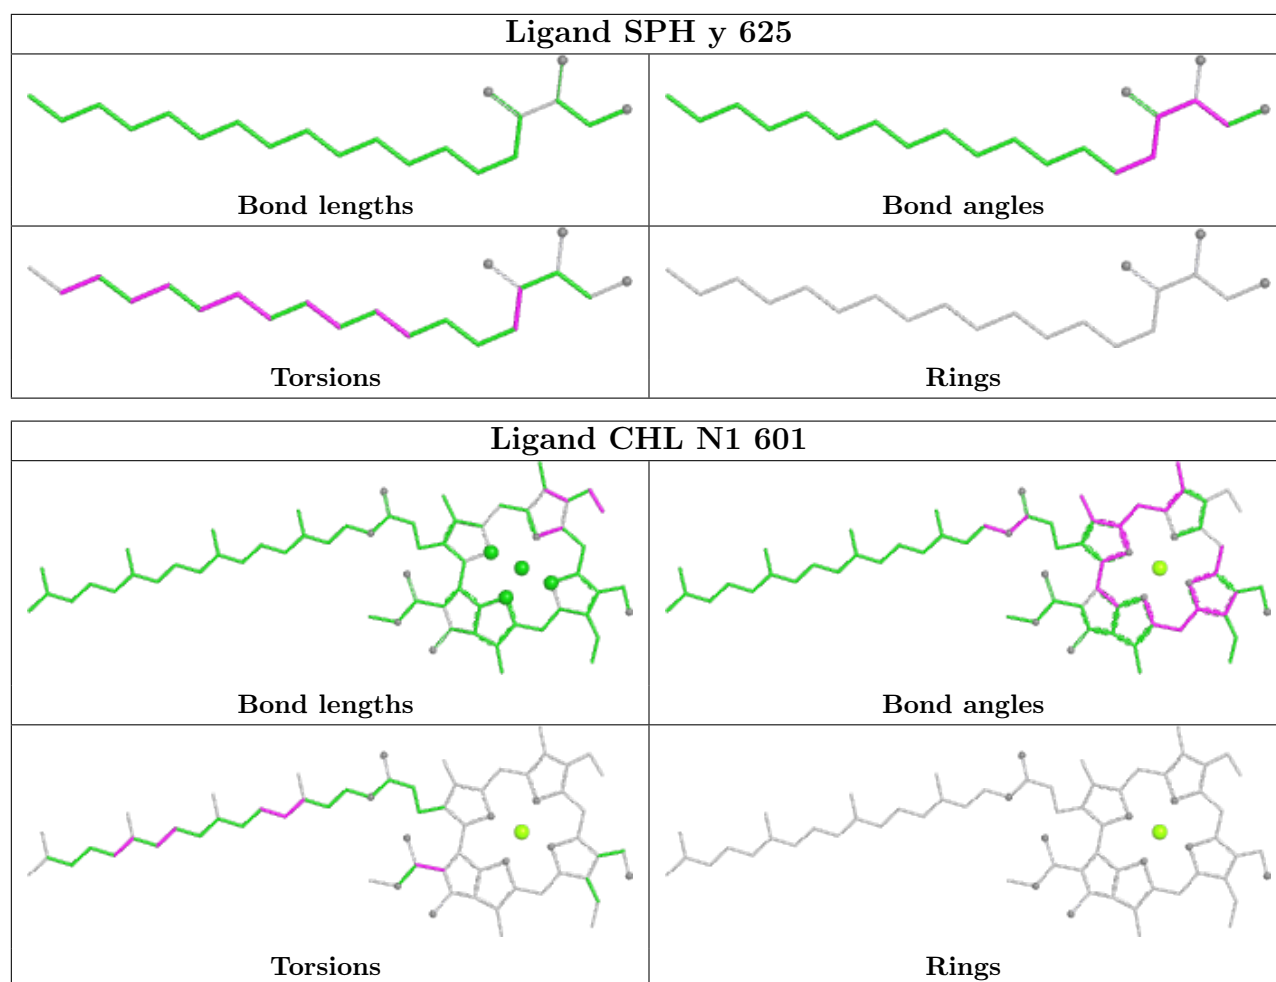 Ligand SPH y 625
Bond lengths
Bond angles
Torsions
Rings
Ligand CHL N1 601
Bond lengths
Bond angles
Torsions
Rings